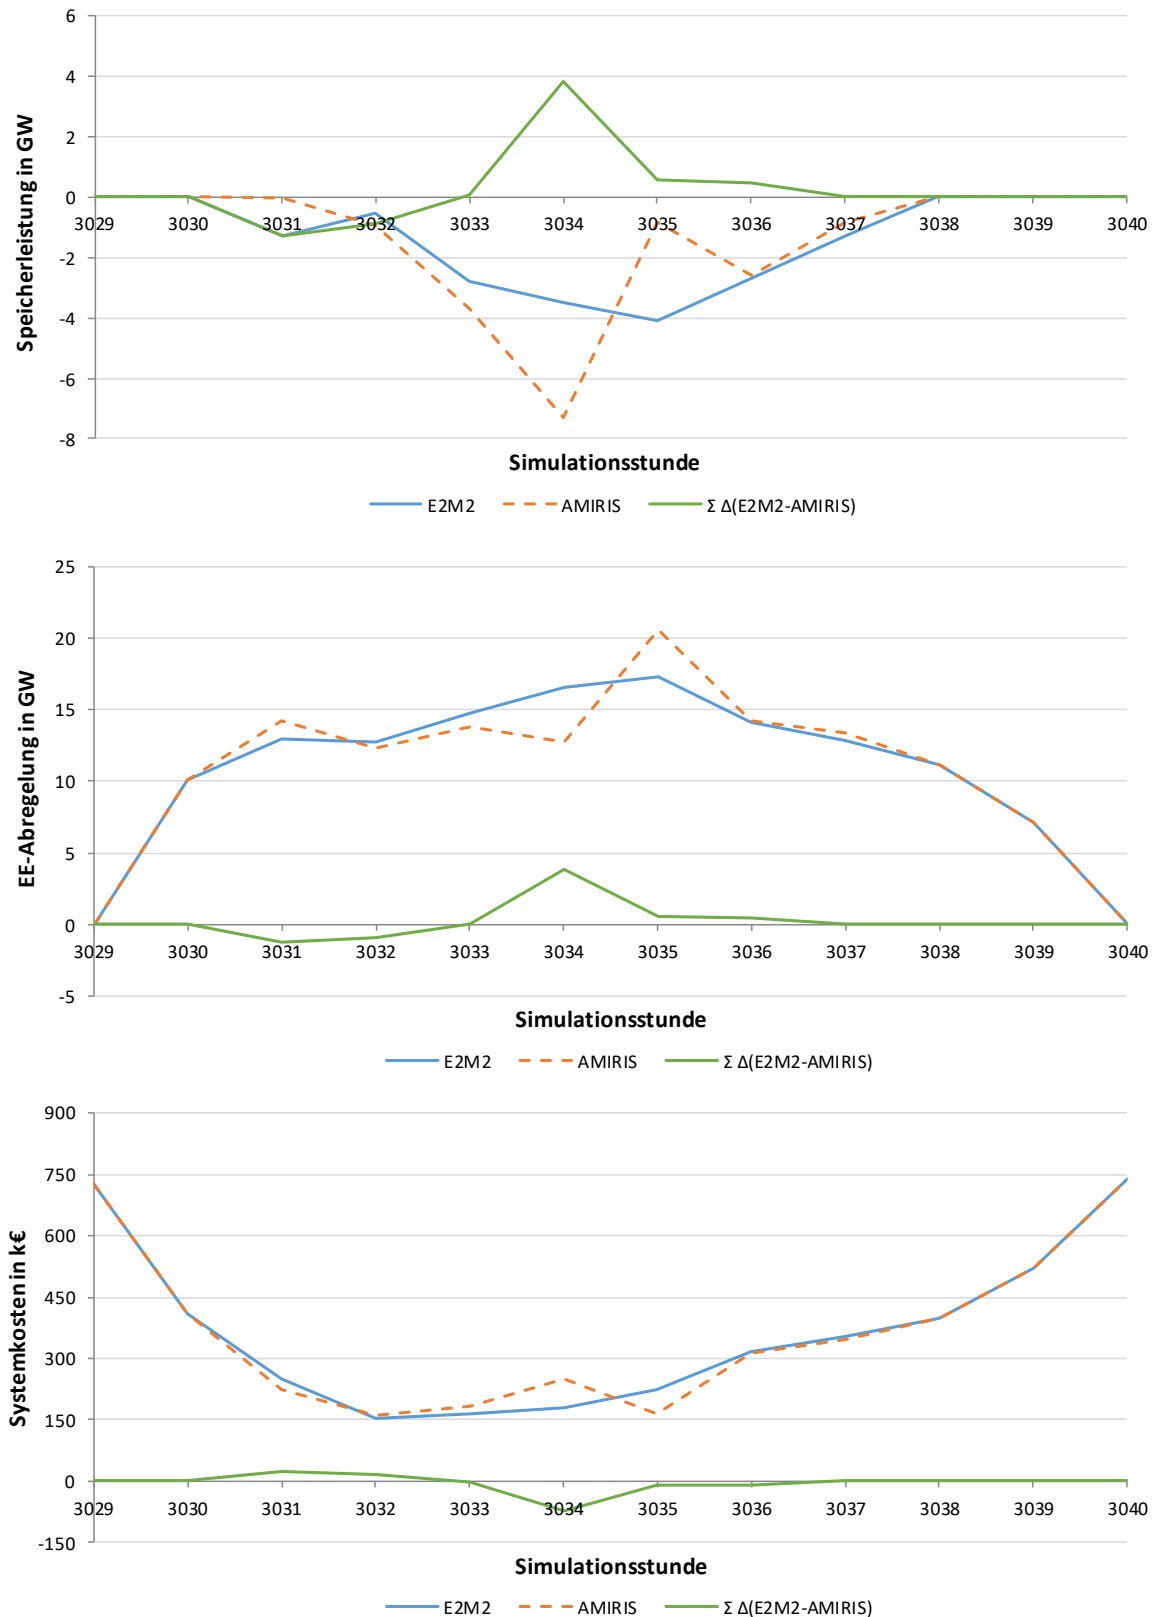 6
4
2
0
-2
-4
-6
-8
Speicherleistung in GW
3029 3030 3031 3032 3033 3034 3035 3036 3037 3038 3039 3040
Simulationsstunde
E2M2 AMIRIS Σ Δ(E2M2-AMIRIS)
25
20
15
10
5
0
-5
EE-Abregelung in GW
3029 3030 3031 3032 3033 3034 3035 3036 3037 3038 3039 3040
Simulationsstunde
E2M2 AMIRIS Σ Δ(E2M2-AMIRIS)
900
750
600
450
300
150
0
-150
Systemkosten in k€
3029 3030 3031 3032 3033 3034 3035 3036 3037 3038 3039 3040
Simulationsstunde
E2M2 AMIRIS Σ Δ(E2M2-AMIRIS)